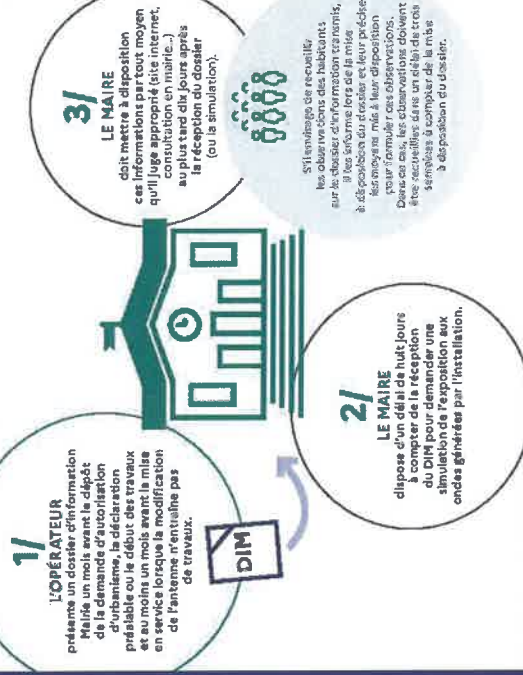 1/
L'OPÉRATEUR
présente un dossier d'information
Mairie un mois avant le dépôt
de la demande d'autorisation
d'urbanisme, la déclaration
préalable ou le début des travaux
et au moins un mois avant la mise
en service lorsque la modification
de l'antenne n'entraîne pas
de travaux.
DIM
2/
LE MAIRE
dispose d'un délai de huit jours
à compter de la réception
du DIM pour demander une
simulation de l'exposition aux
ondes générées par l'installation.
3/
LE MAIRE
doit mettre à disposition
ces informations par tout moyen
qu'il juge approprié (site internet,
consultation en mairie...)
au plus tard dix jours après
la réception du dossier
(ou la simulation).
S'il envisage de recueillir
les observations des habitants
sur le dossier d'information transmis,
il les informe lors de la mise
à disposition du dossier et leur précise
les moyens mis à leur disposition
pour formuler ces observations.
Dans ce cas, les observations doivent
être recueillies dans un délai de trois
semaines à compter de la mise
à disposition du dossier.